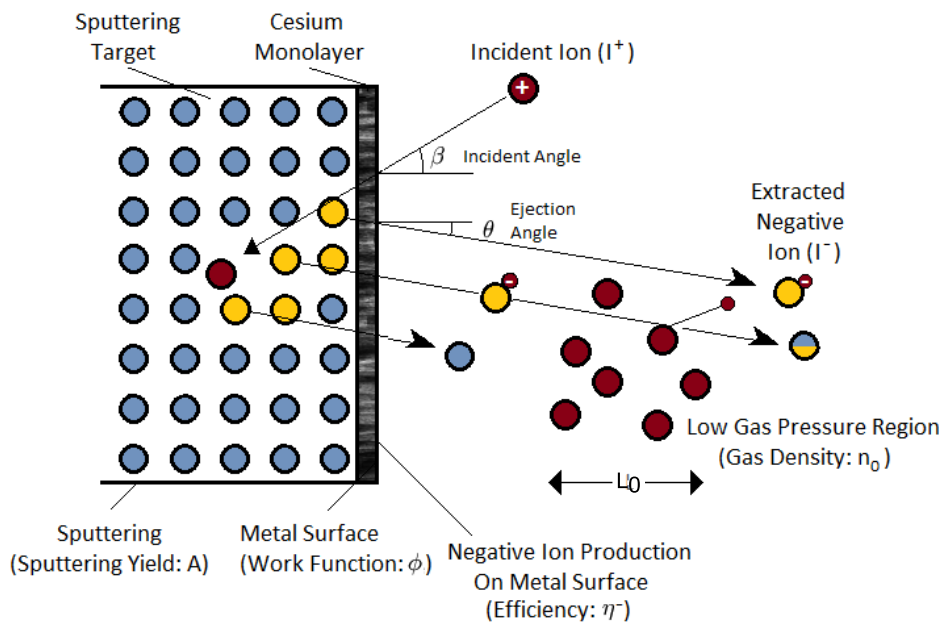 Sputtering
Target
Cesium
Monolayer
Incident Ion (I⁺)
+
β
Incident Angle
Ejection
Angle
θ
Extracted
Negative
Ion (I⁻)
-
-
Low Gas Pressure Region
(Gas Density: n₀)
L₀
Sputtering
(Sputtering Yield: A)
Metal Surface
(Work Function: ϕ)
Negative Ion Production
On Metal Surface
(Efficiency: η⁻)